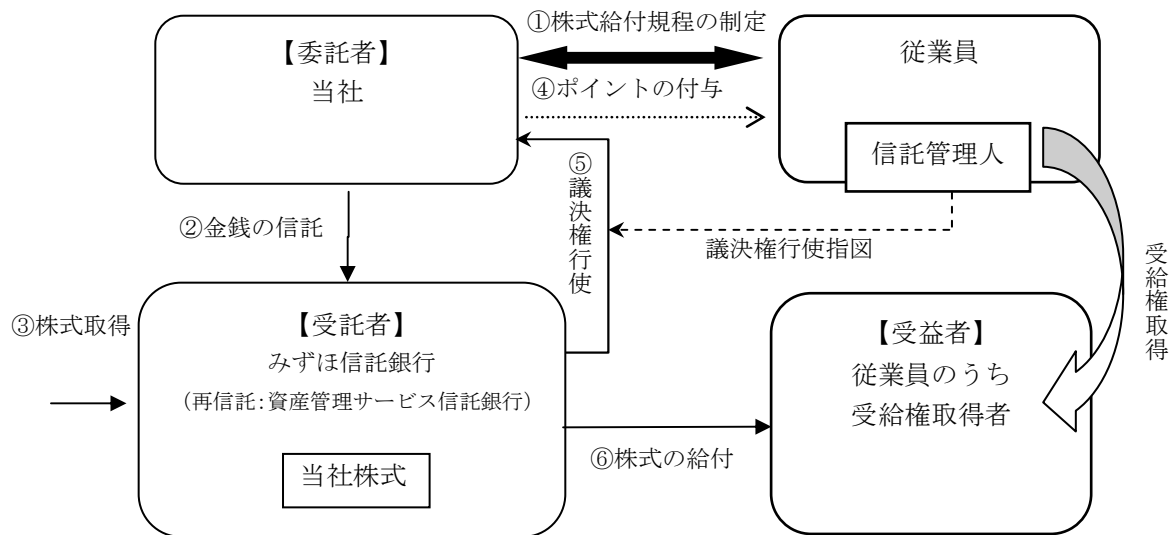 ①株式給付規程の制定
【委託者】
当社
従業員
④ポイントの付与
信託管理人
⑤議決権行使
②金銭の信託
議決権行使指図
受給権取得
③株式取得
【受託者】
みずほ信託銀行
(再信託:資産管理サービス信託銀行)
当社株式
【受益者】
従業員のうち
受給権取得者
⑥株式の給付